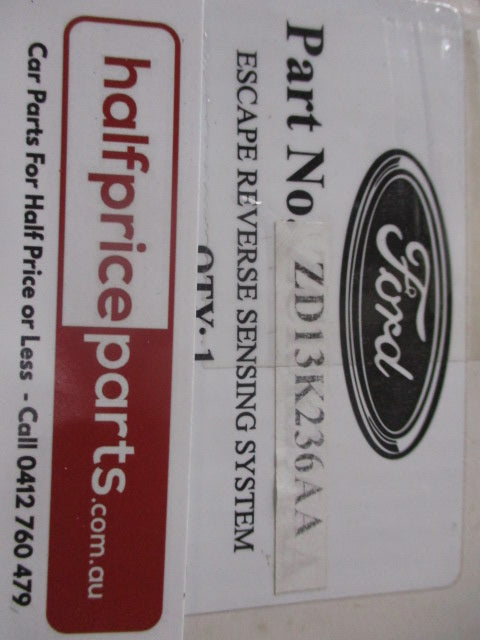 Ford
Part No. ZD13K236AA A
ESCAPE REVERSE SENSING SYSTEM
QTY: 1
halfpriceparts.com.au
Car Parts For Half Price or Less - Call 0412 760 479